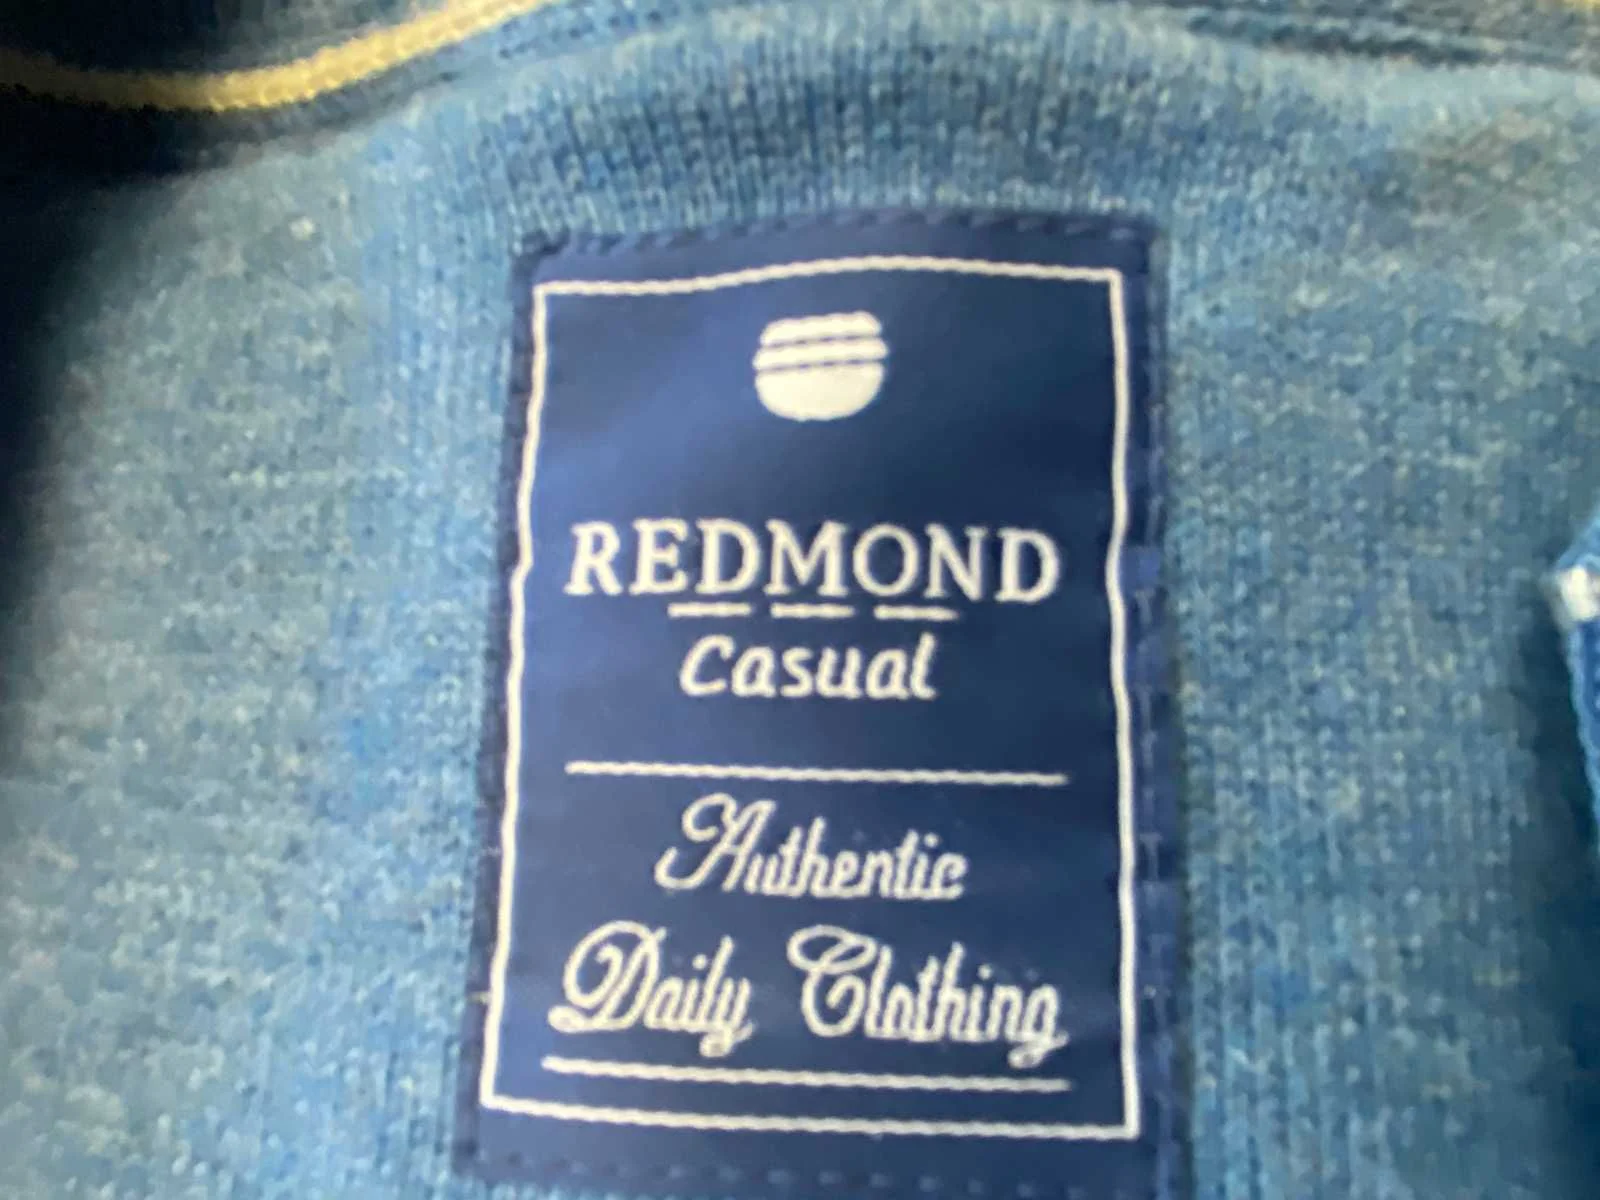 REDMOND
Casual
Authentic
Daily Clothing